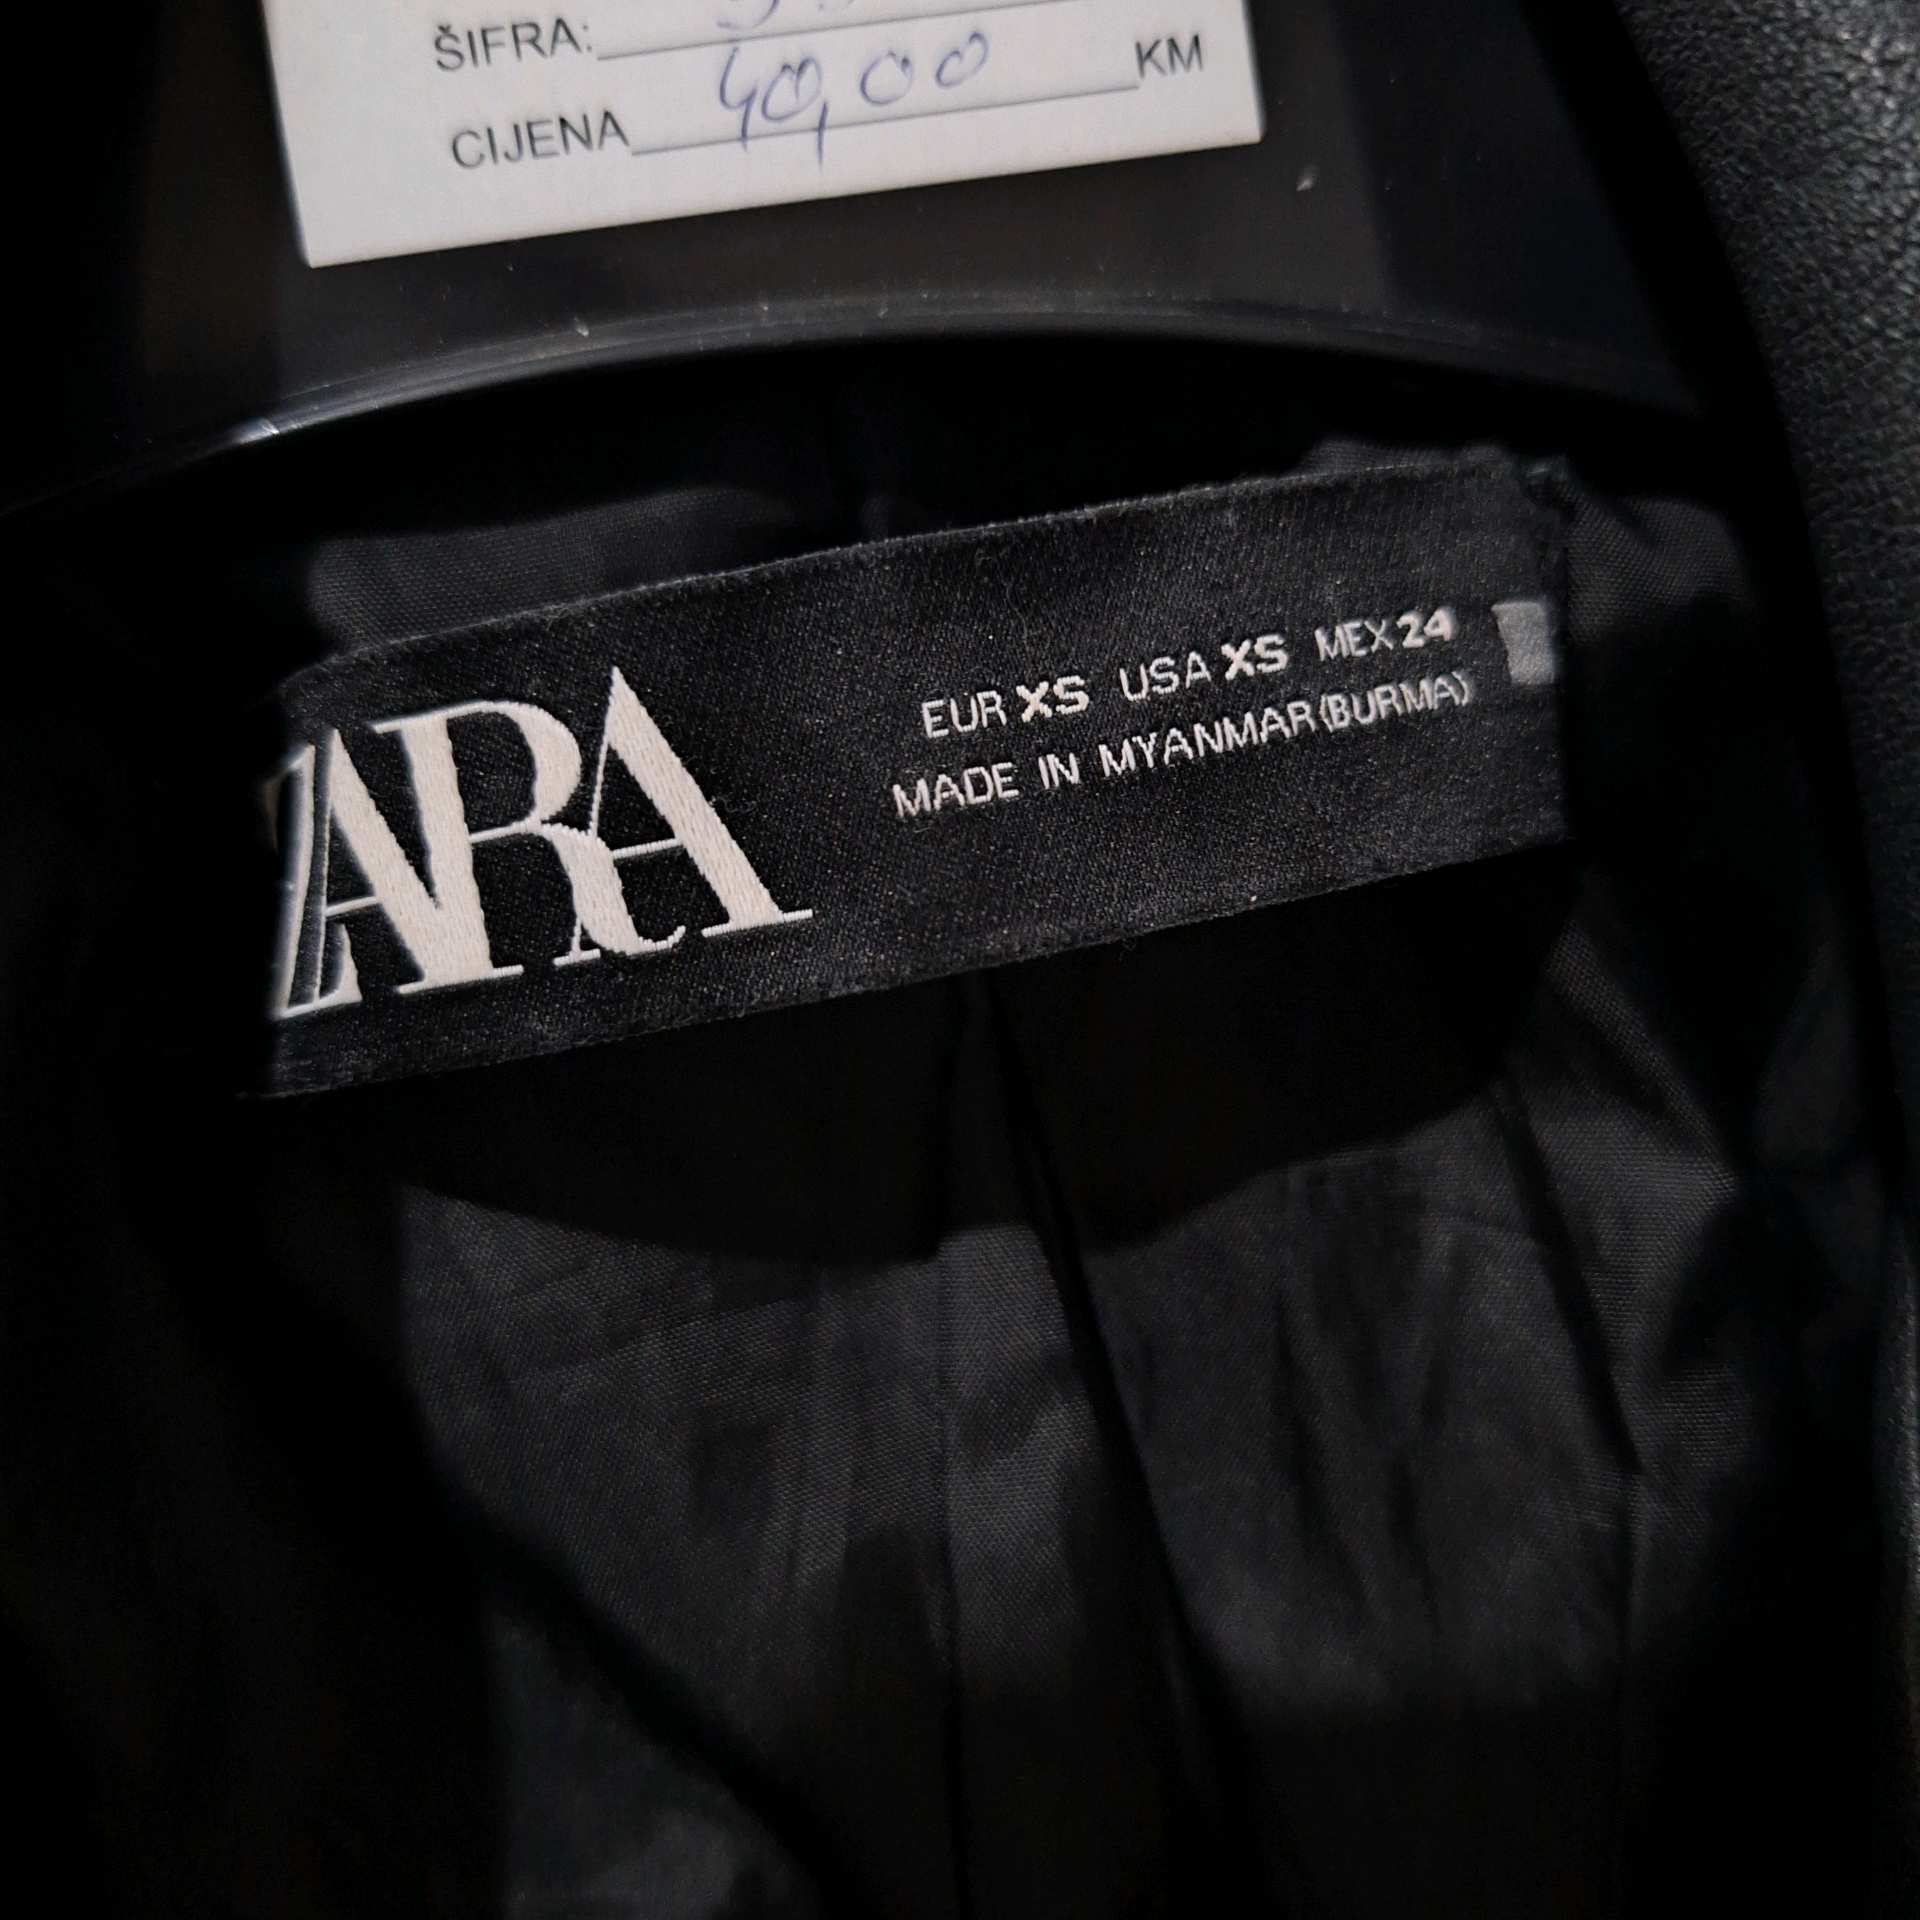 ŠIFRA:
CIJENA 40,00 KM
ZARA
EUR XS USA XS MEX 24
MADE IN MYANMAR (BURMA)